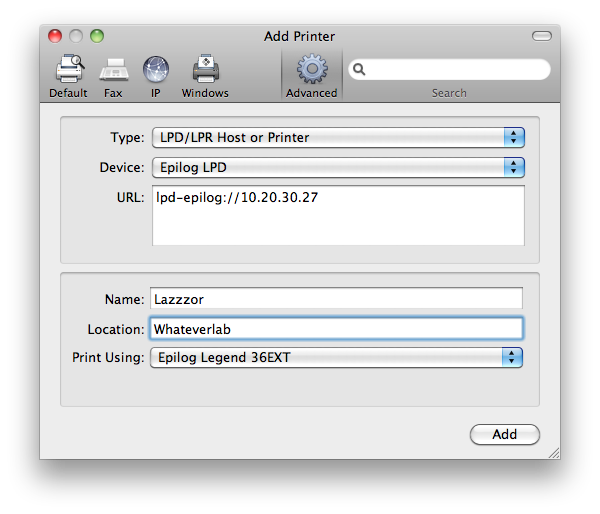 Add Printer
Default Fax IP Windows Advanced Search
Type: LPD/LPR Host or Printer
Device: Epilog LPD
URL: lpd-epilog://10.20.30.27
Name: Lazzzor
Location: Whateverlab
Print Using: Epilog Legend 36EXT
Add